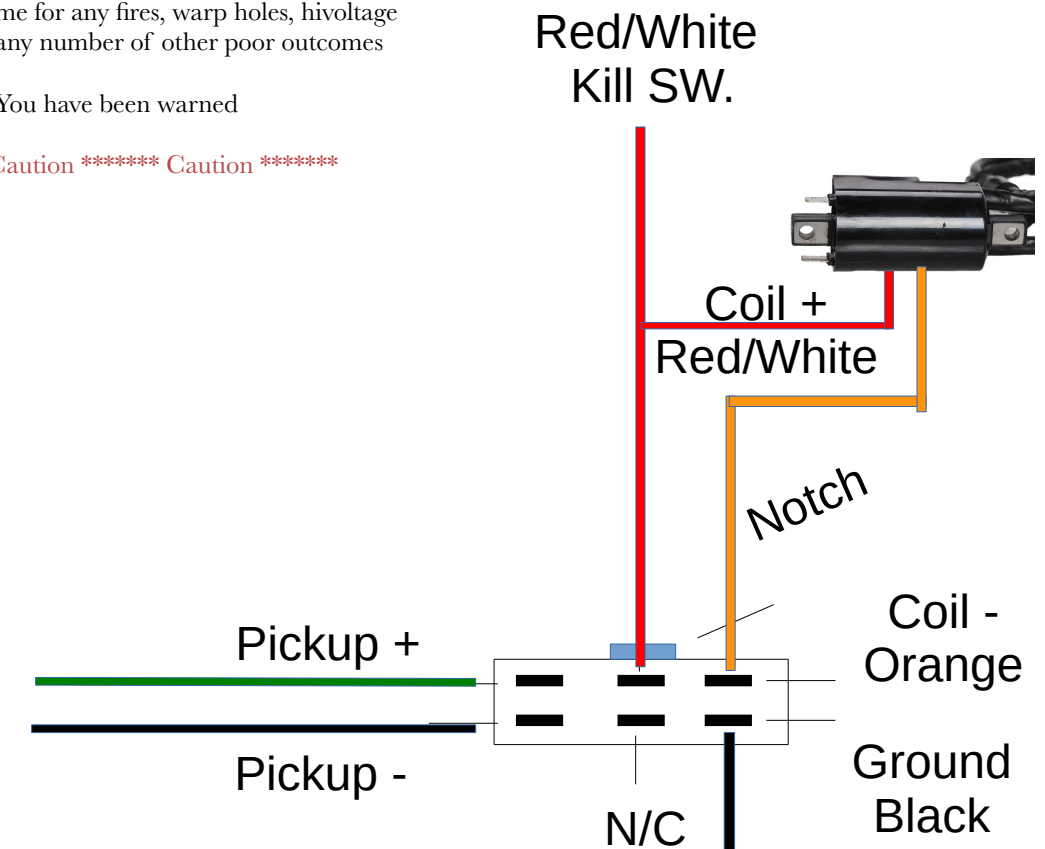 me for any fires, warp holes, hivoltage
any number of other poor outcomes
You have been warned
Caution ******* Caution *******
Red/White
Kill SW.
Coil +
Red/White
Notch
Coil -
Orange
Pickup +
Pickup -
Ground
Black
N/C